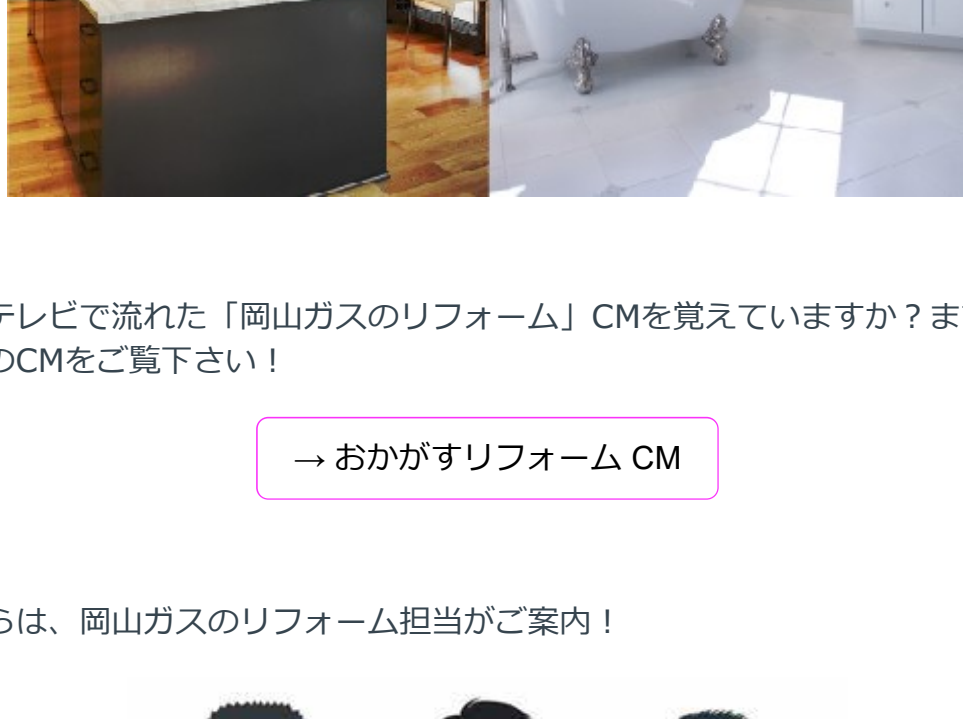 テレビで流れた「岡山ガスのリフォーム」CMを覚えていますか？ま
のCMをご覧下さい！
→ おかがすリフォーム CM
らは、岡山ガスのリフォーム担当がご案内！